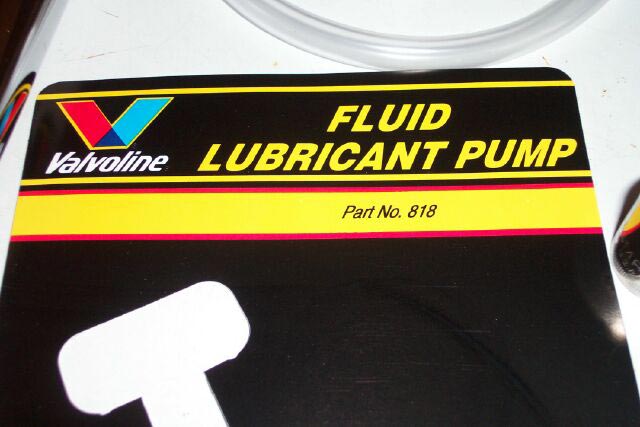 Valvoline
FLUID
LUBRICANT PUMP
Part No. 818